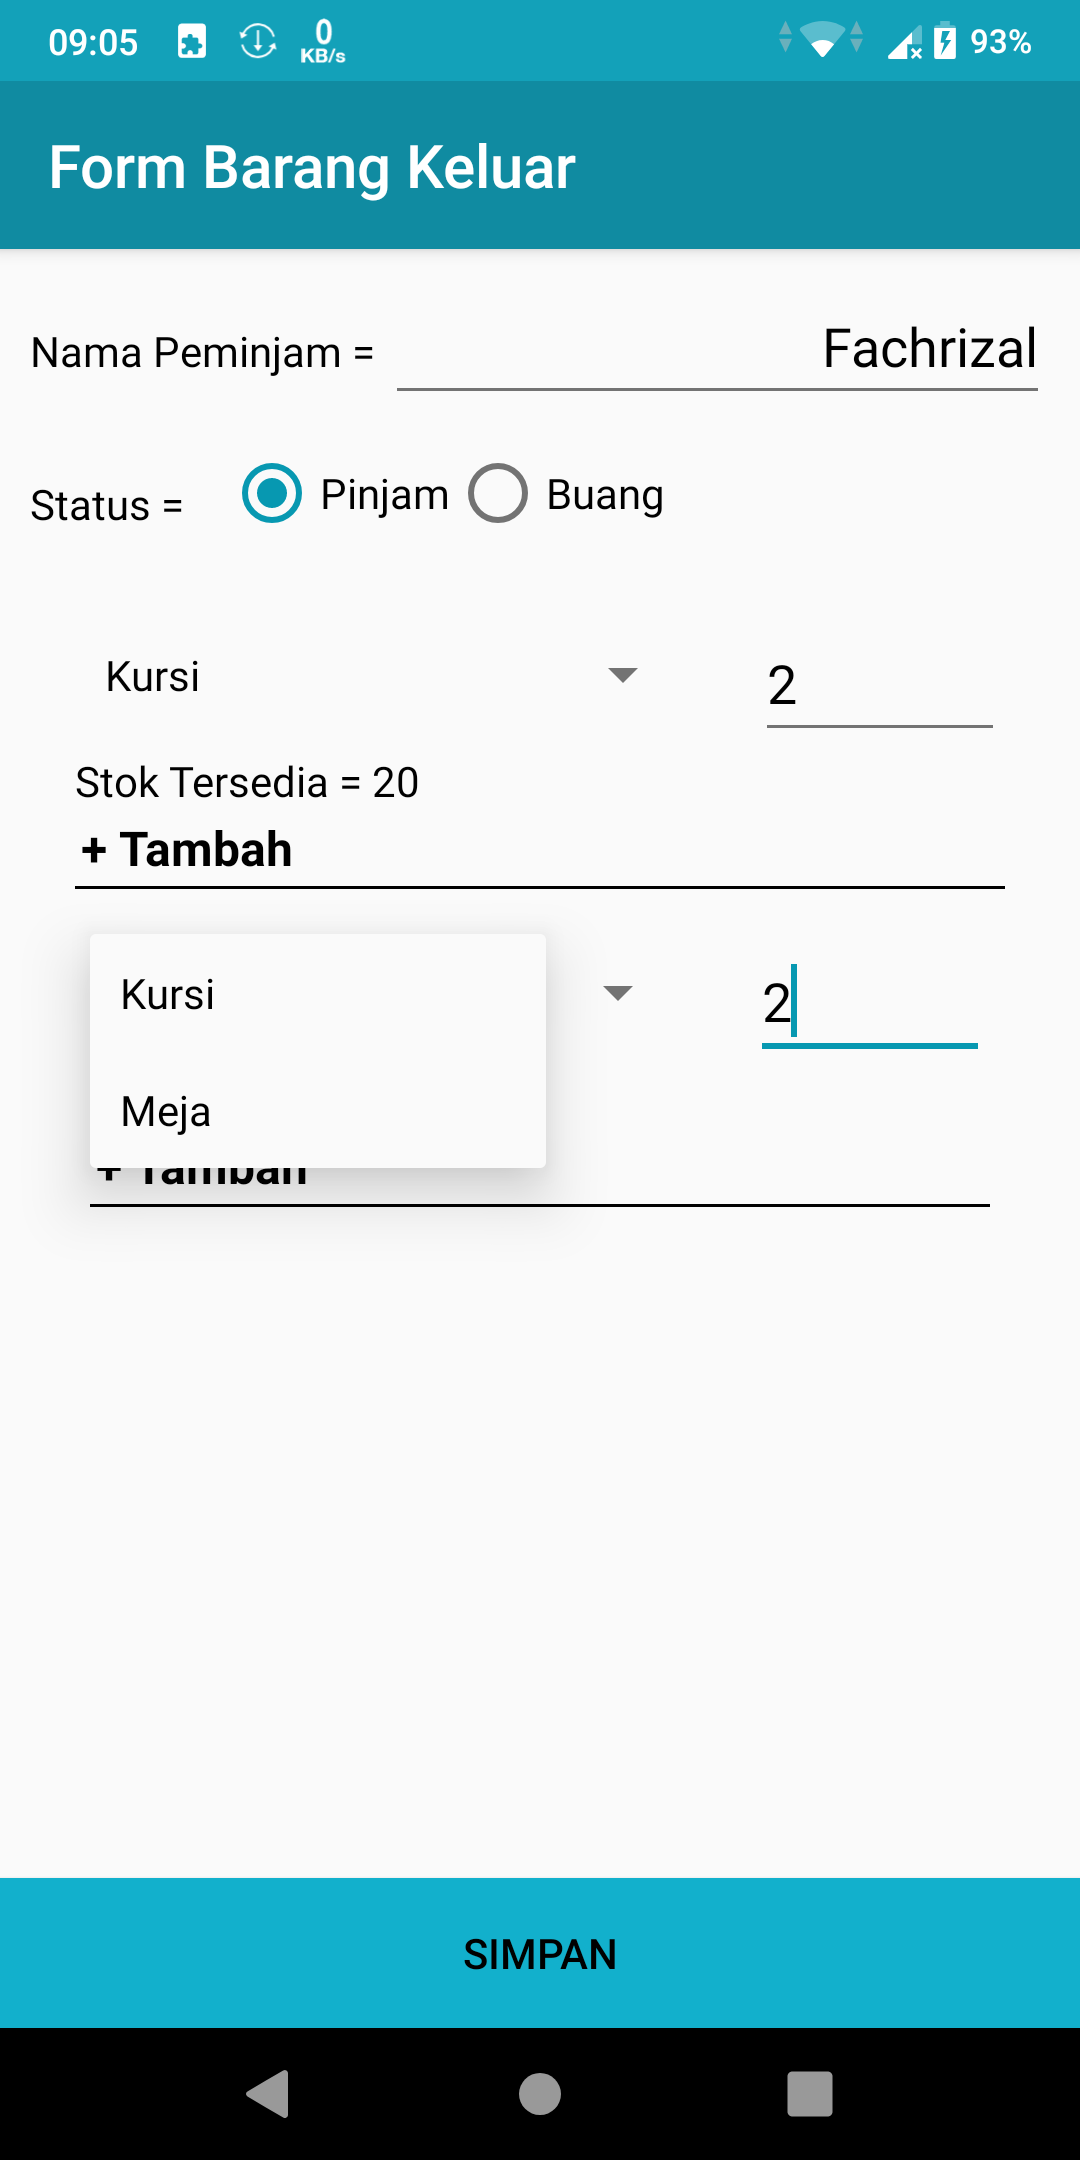 09:05 0 KB/s 93%
Form Barang Keluar
Nama Peminjam = Fachrizal
Status = Pinjam Buang
Kursi 2
Stok Tersedia = 20
+ Tambah
Kursi 2
Meja
+ Tambah
SIMPAN